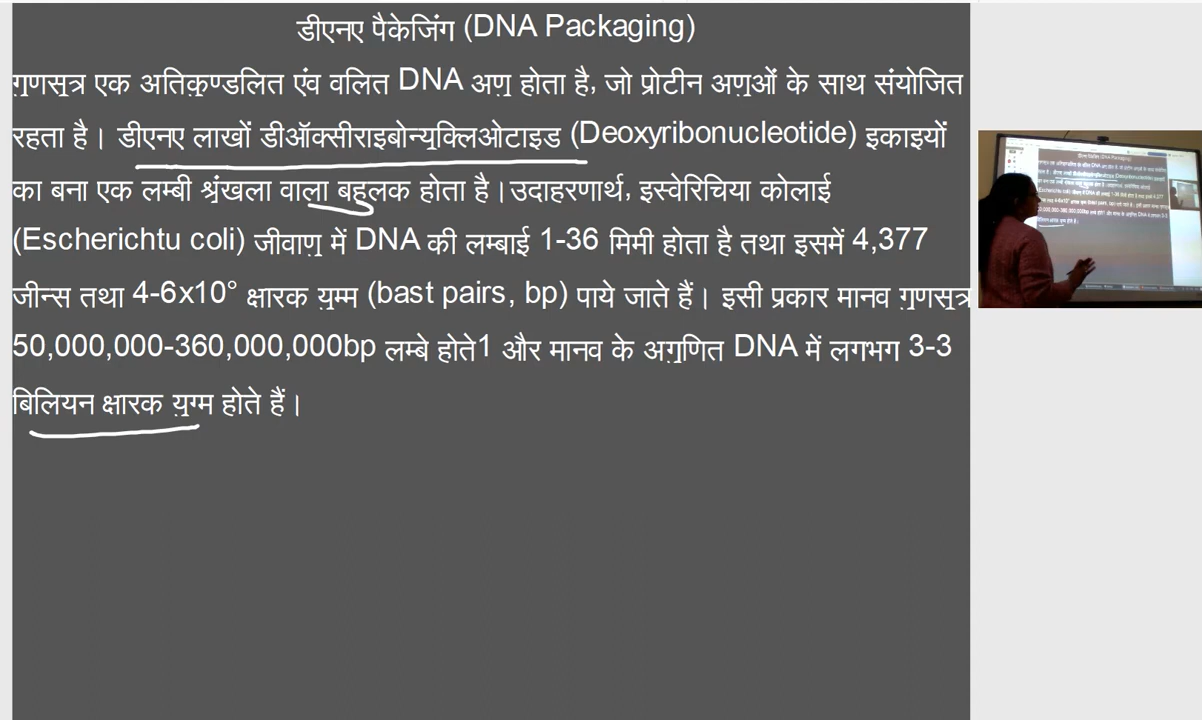 डीएनए पैकेजिंग (DNA Packaging)
गुणसूत्र एक अतिकुण्डलित एंव वलित DNA अणु होता है, जो प्रोटीन अणुओं के साथ संयोजित
रहता है। डीएनए लाखों डीऑक्सीराइबोन्यूक्लिओटाइड (Deoxyribonucleotide) इकाइयों
का बना एक लम्बी श्रंखला वाला बहुलक होता है।उदाहरणार्थ, इस्वेरिचिया कोलाई
(Escherichtu coli) जीवाणु में DNA की लम्बाई 1-36 मिमी होता है तथा इसमें 4,377
जीन्स तथा 4-6x10° क्षारक युम्म (bast pairs, bp) पाये जाते हैं। इसी प्रकार मानव गुणसूत्र
50,000,000-360,000,000bp लम्बे होते1 और मानव के अगुणित DNA में लगभग 3-3
बिलियन क्षारक युग्म होते हैं।